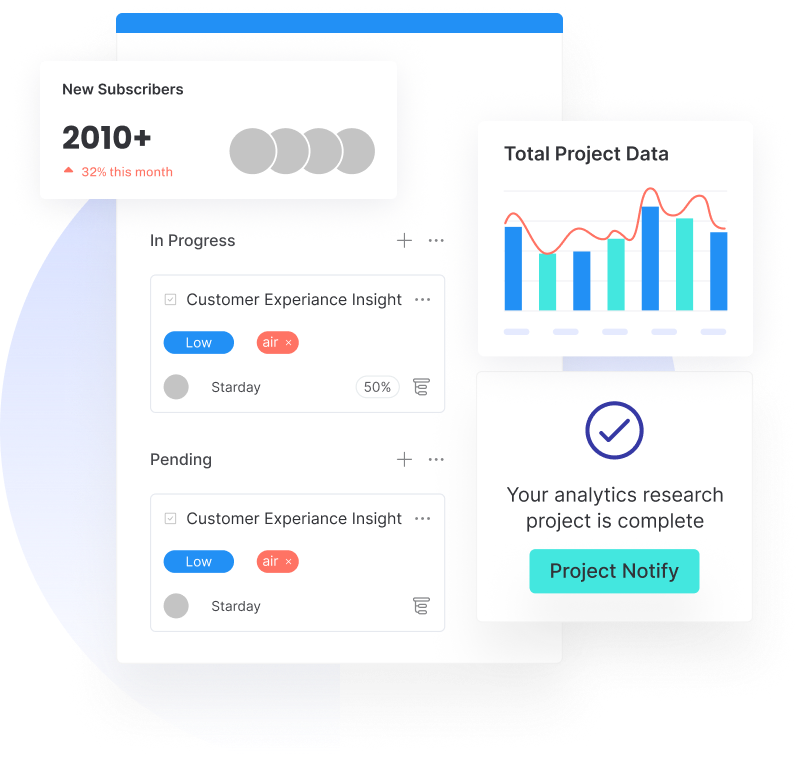 New Subscribers
2010+
32% this month
In Progress
Customer Experiance Insight
Low
air ×
Starday
50%
Pending
Customer Experiance Insight
Low
air ×
Starday
Total Project Data
Your analytics research
project is complete
Project Notify